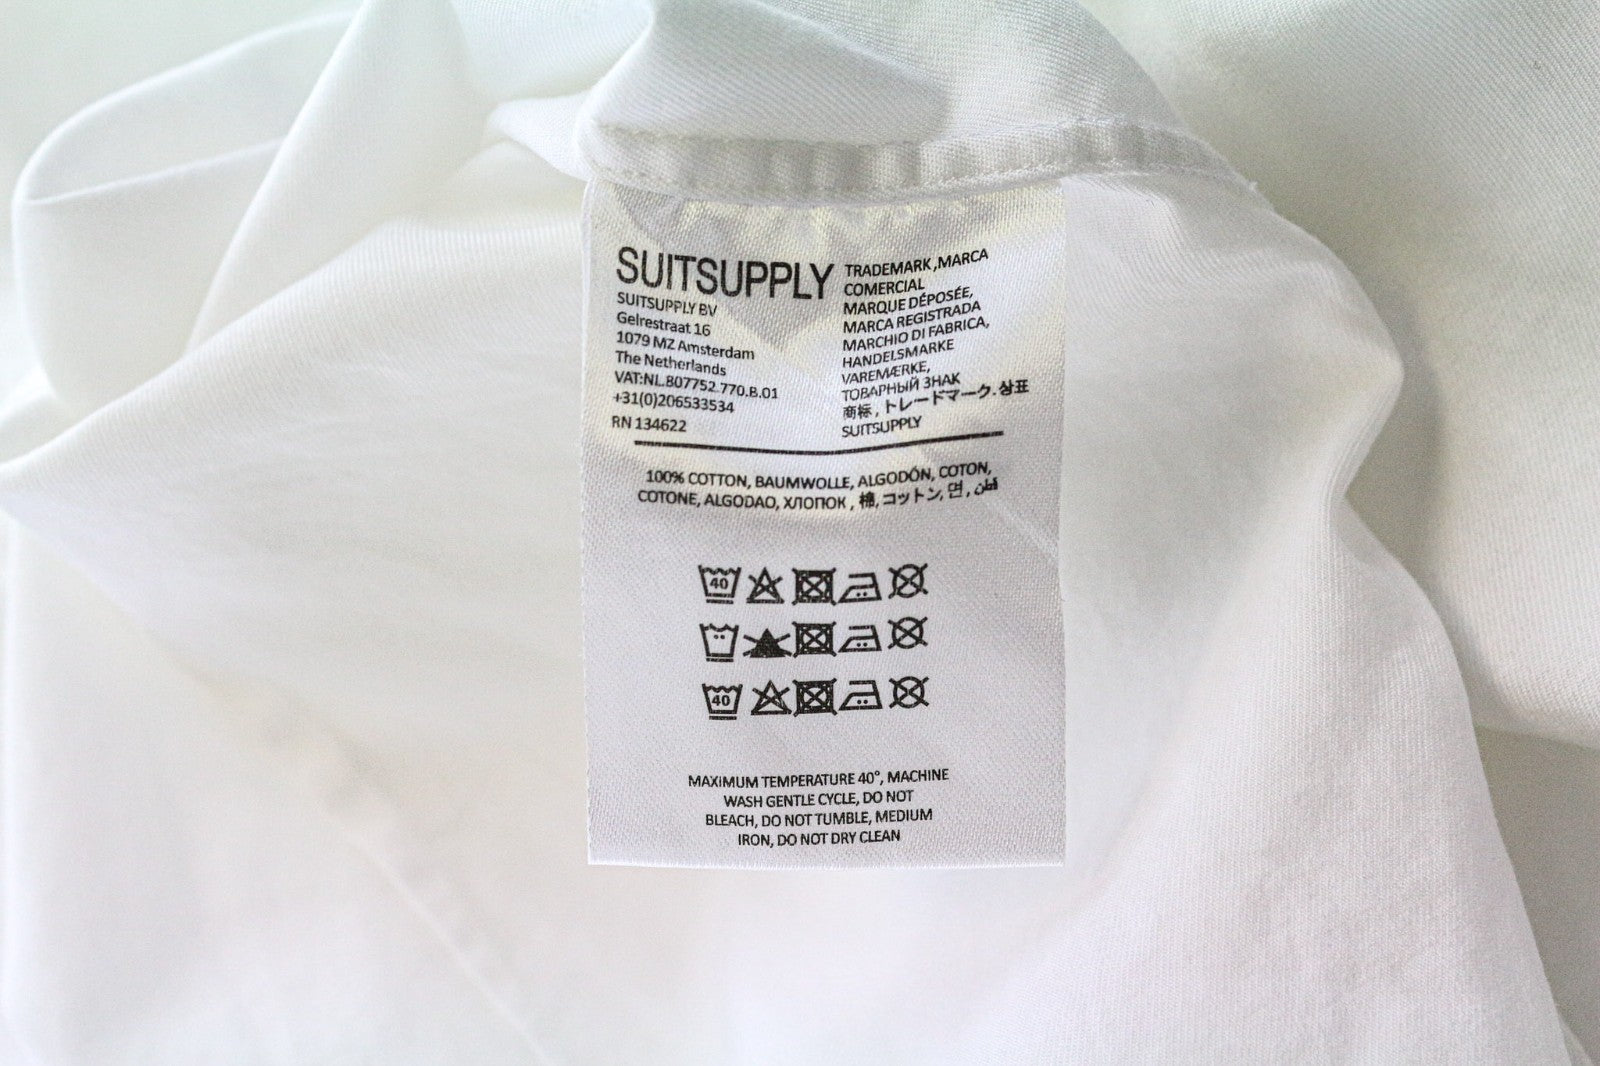 SUITSUPPLY
SUITSUPPLY BV
Gelrestraat 16
1079 MZ Amsterdam
The Netherlands
VAT:NL.807752.770.B.01
+31(0)206533534
RN 134622
TRADEMARK,MARCA
COMERCIAL
MARQUE DÉPOSÉE,
MARCA REGISTRADA
MARCHIO DI FABRICA,
HANDELSMARKE
VAREMÆRKE,
ТОВАРНЫЙ ЗНАК
商标, トレードマーク. 상표
SUITSUPPLY
100% COTTON, BAUMWOLLE, ALGODÓN, COTON,
COTONE, ALGODAO, ХЛОПОК , 棉, コットン, 면, قطن
40
40
MAXIMUM TEMPERATURE 40°, MACHINE
WASH GENTLE CYCLE, DO NOT
BLEACH, DO NOT TUMBLE, MEDIUM
IRON, DO NOT DRY CLEAN